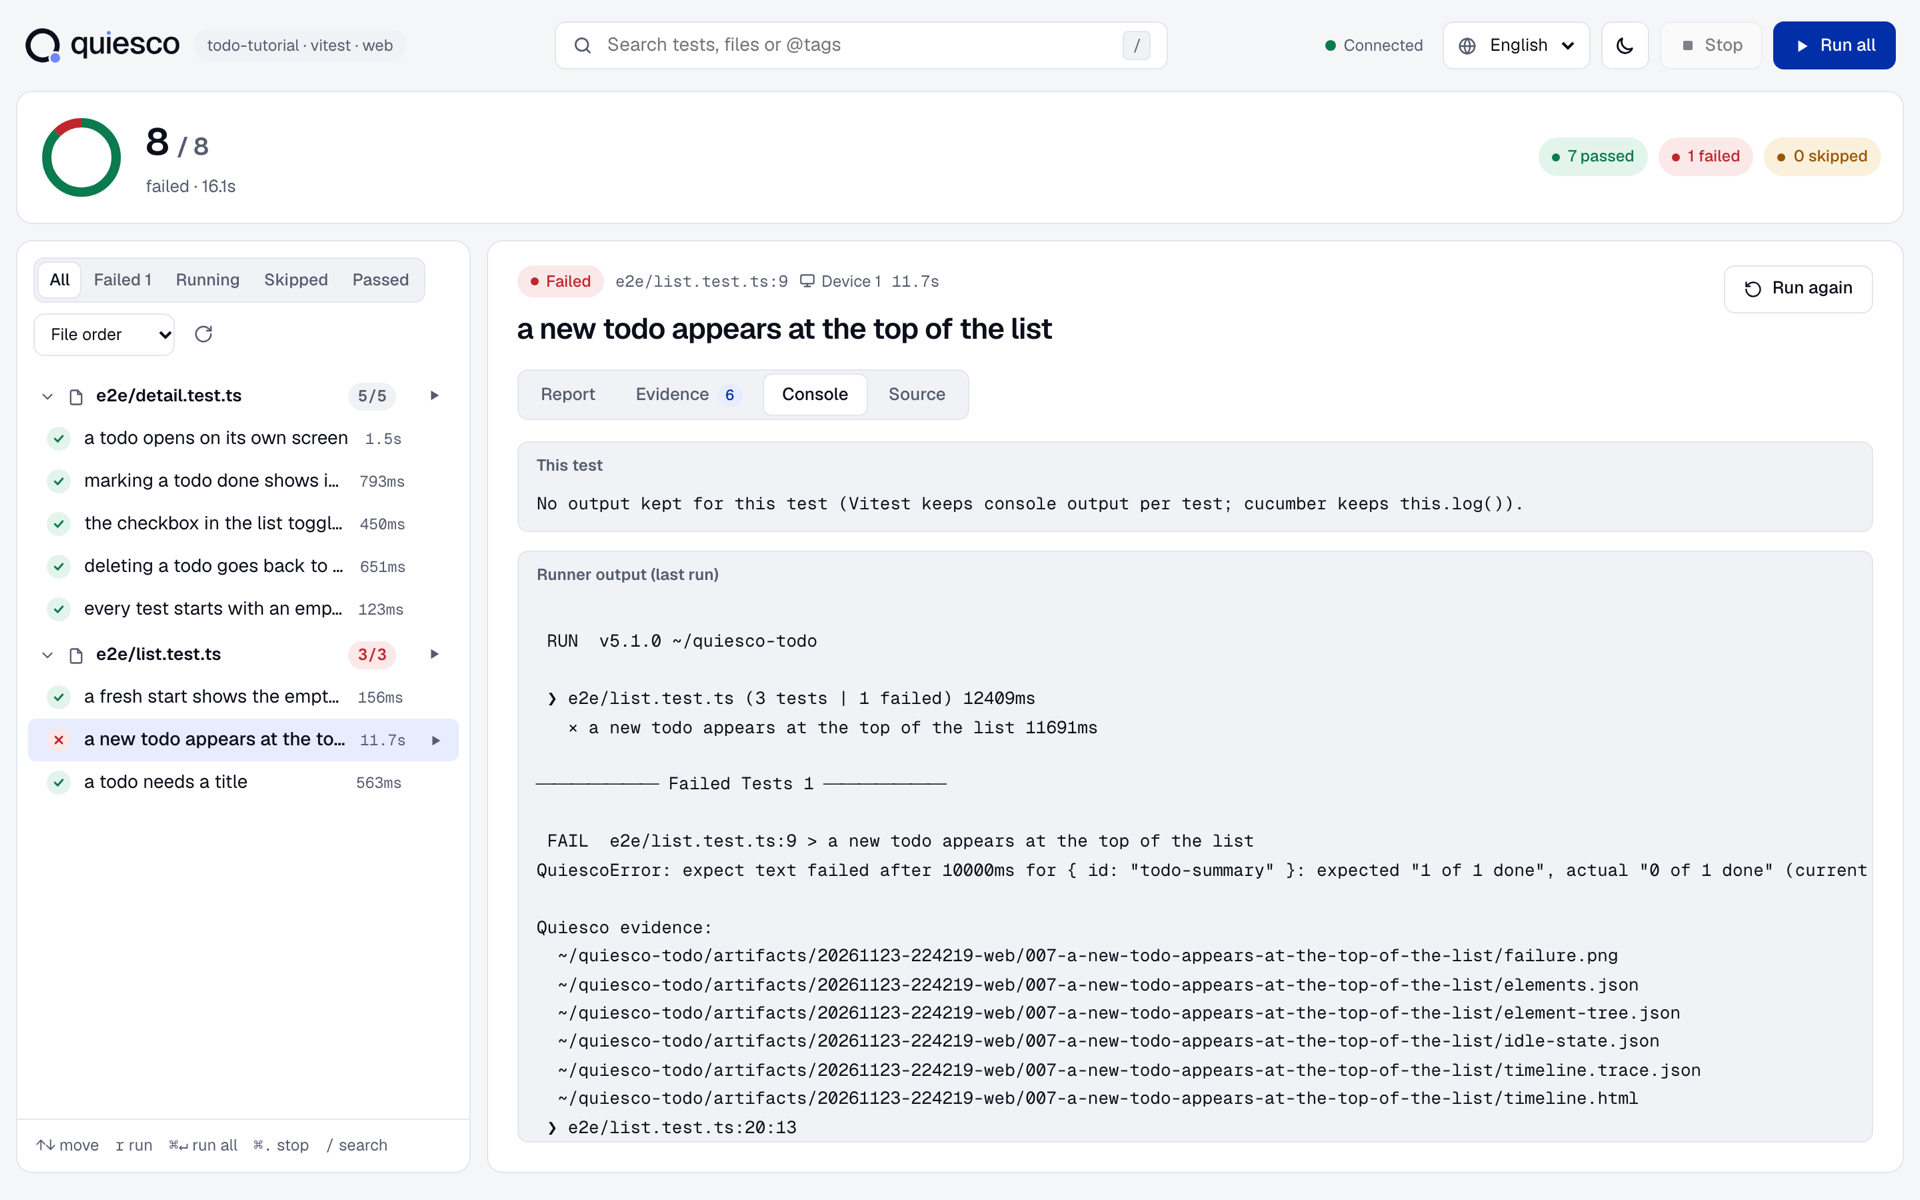 quiesco
todo-tutorial · vitest · web
Search tests, files or @tags
/
Connected
English
Stop
Run all
8 / 8
failed · 16.1s
7 passed
1 failed
0 skipped
All
Failed 1
Running
Skipped
Passed
File order
e2e/detail.test.ts 5/5
a todo opens on its own screen 1.5s
marking a todo done shows i... 793ms
the checkbox in the list toggl... 450ms
deleting a todo goes back to ... 651ms
every test starts with an emp... 123ms
e2e/list.test.ts 3/3
a fresh start shows the empt... 156ms
a new todo appears at the to... 11.7s
a todo needs a title 563ms
↑↓ move r run ⌘↵ run all ⌘. stop / search
Failed e2e/list.test.ts:9 Device 1 11.7s
Run again
a new todo appears at the top of the list
Report
Evidence 6
Console
Source
This test
No output kept for this test (Vitest keeps console output per test; cucumber keeps this.log()).
Runner output (last run)
RUN v5.1.0 ~/quiesco-todo
❯ e2e/list.test.ts (3 tests | 1 failed) 12409ms
× a new todo appears at the top of the list 11691ms
Failed Tests 1
FAIL e2e/list.test.ts:9 > a new todo appears at the top of the list
QuiescoError: expect text failed after 10000ms for { id: "todo-summary" }: expected "1 of 1 done", actual "0 of 1 done" (current
Quiesco evidence:
~/quiesco-todo/artifacts/20261123-224219-web/007-a-new-todo-appears-at-the-top-of-the-list/failure.png
~/quiesco-todo/artifacts/20261123-224219-web/007-a-new-todo-appears-at-the-top-of-the-list/elements.json
~/quiesco-todo/artifacts/20261123-224219-web/007-a-new-todo-appears-at-the-top-of-the-list/element-tree.json
~/quiesco-todo/artifacts/20261123-224219-web/007-a-new-todo-appears-at-the-top-of-the-list/idle-state.json
~/quiesco-todo/artifacts/20261123-224219-web/007-a-new-todo-appears-at-the-top-of-the-list/timeline.trace.json
~/quiesco-todo/artifacts/20261123-224219-web/007-a-new-todo-appears-at-the-top-of-the-list/timeline.html
❯ e2e/list.test.ts:20:13